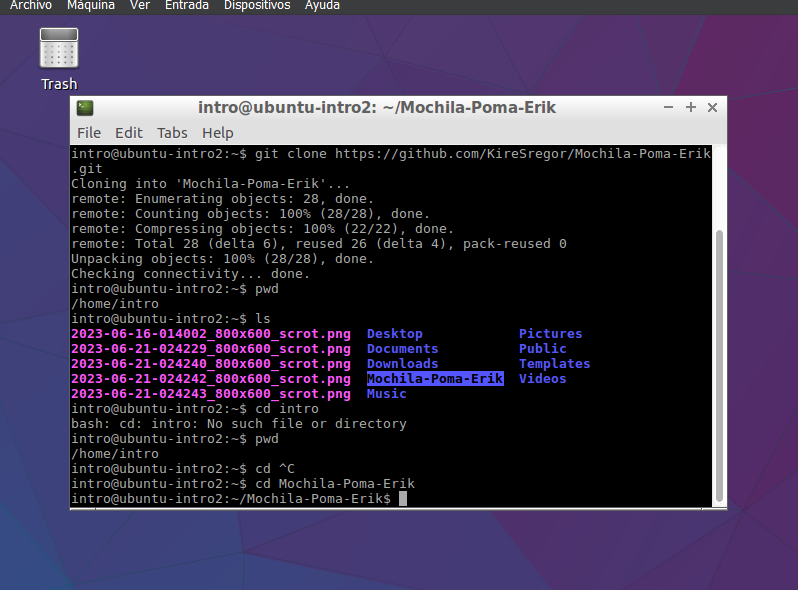 Archivo Máquina Ver Entrada Dispositivos Ayuda
Trash
intro@ubuntu-intro2: ~/Mochila-Poma-Erik
File Edit Tabs Help
intro@ubuntu-intro2:~$ git clone https://github.com/KireSregor/Mochila-Poma-Erik
.git
Cloning into 'Mochila-Poma-Erik'...
remote: Enumerating objects: 28, done.
remote: Counting objects: 100% (28/28), done.
remote: Compressing objects: 100% (22/22), done.
remote: Total 28 (delta 6), reused 26 (delta 4), pack-reused 0
Unpacking objects: 100% (28/28), done.
Checking connectivity... done.
intro@ubuntu-intro2:~$ pwd
/home/intro
intro@ubuntu-intro2:~$ ls
2023-06-16-014002_800x600_scrot.png Desktop Pictures
2023-06-21-024229_800x600_scrot.png Documents Public
2023-06-21-024240_800x600_scrot.png Downloads Templates
2023-06-21-024242_800x600_scrot.png Mochila-Poma-Erik Videos
2023-06-21-024243_800x600_scrot.png Music
intro@ubuntu-intro2:~$ cd intro
bash: cd: intro: No such file or directory
intro@ubuntu-intro2:~$ pwd
/home/intro
intro@ubuntu-intro2:~$ cd ^C
intro@ubuntu-intro2:~$ cd Mochila-Poma-Erik
intro@ubuntu-intro2:~/Mochila-Poma-Erik$